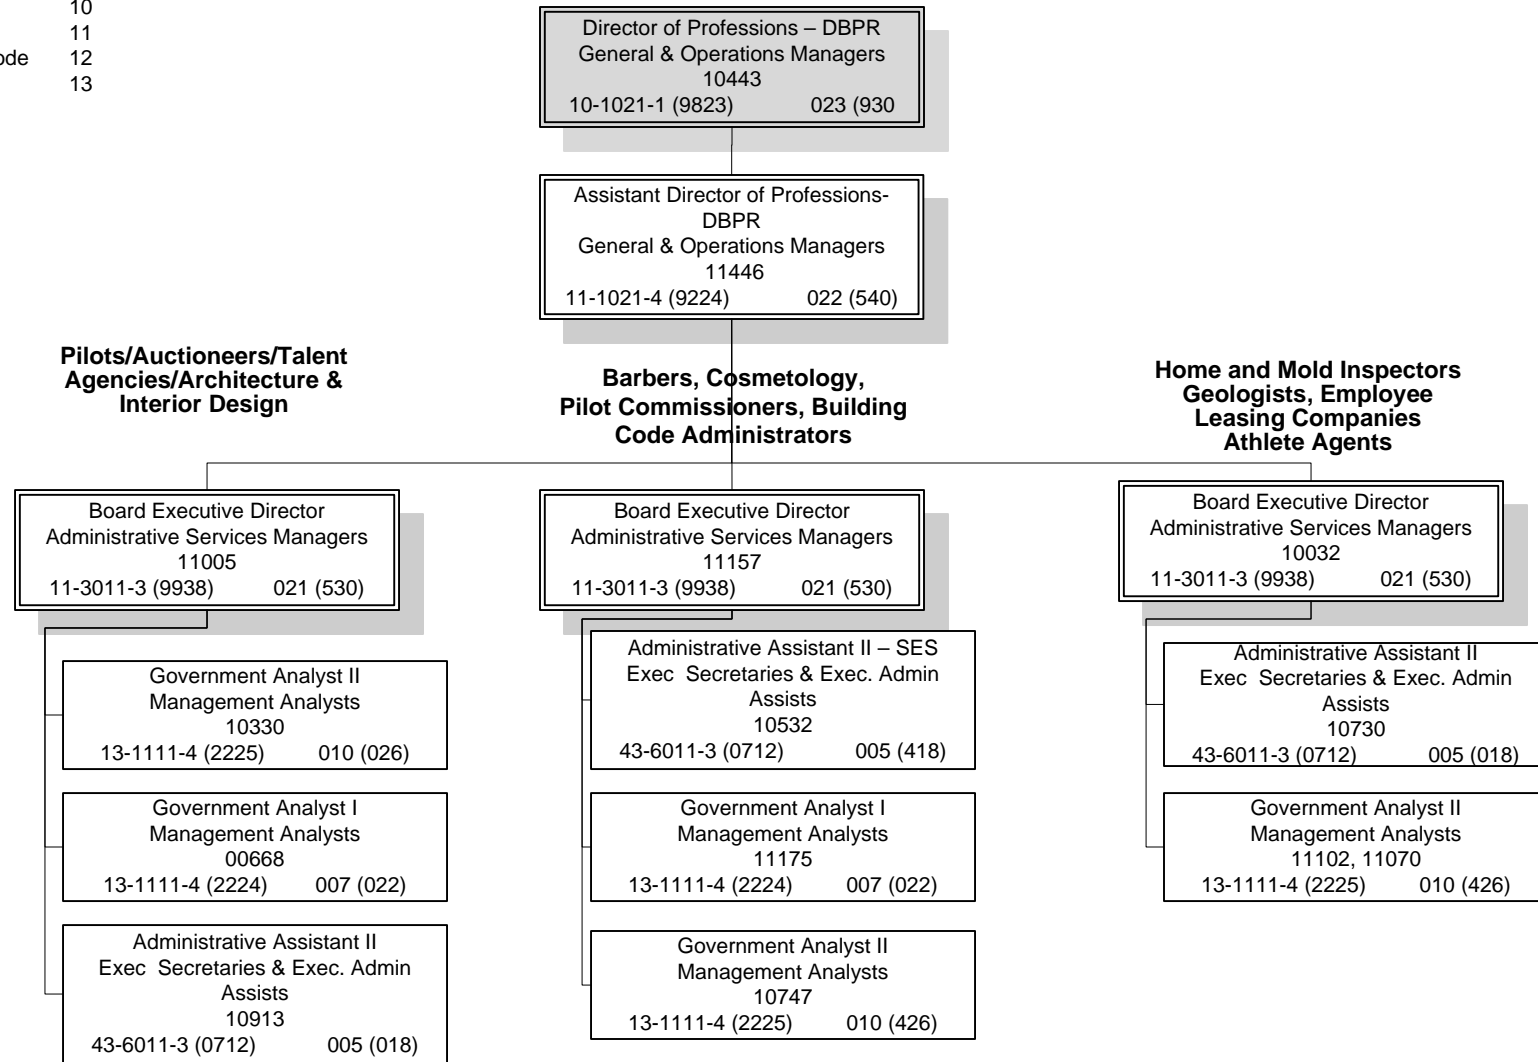 10
11
ode 12
13
Director of Professions – DBPR
General & Operations Managers
10443
10-1021-1 (9823) 023 (930
Assistant Director of Professions-
DBPR
General & Operations Managers
11446
11-1021-4 (9224) 022 (540)
Pilots/Auctioneers/Talent
Agencies/Architecture &
Interior Design
Barbers, Cosmetology,
Pilot Commissioners, Building
Code Administrators
Home and Mold Inspectors
Geologists, Employee
Leasing Companies
Athlete Agents
Board Executive Director
Administrative Services Managers
11005
11-3011-3 (9938) 021 (530)
Government Analyst II
Management Analysts
10330
13-1111-4 (2225) 010 (026)
Government Analyst I
Management Analysts
00668
13-1111-4 (2224) 007 (022)
Administrative Assistant II
Exec Secretaries & Exec. Admin
Assists
10913
43-6011-3 (0712) 005 (018)
Board Executive Director
Administrative Services Managers
11157
11-3011-3 (9938) 021 (530)
Administrative Assistant II – SES
Exec Secretaries & Exec. Admin
Assists
10532
43-6011-3 (0712) 005 (418)
Government Analyst I
Management Analysts
11175
13-1111-4 (2224) 007 (022)
Government Analyst II
Management Analysts
10747
13-1111-4 (2225) 010 (426)
Board Executive Director
Administrative Services Managers
10032
11-3011-3 (9938) 021 (530)
Administrative Assistant II
Exec Secretaries & Exec. Admin
Assists
10730
43-6011-3 (0712) 005 (018)
Government Analyst II
Management Analysts
11102, 11070
13-1111-4 (2225) 010 (426)